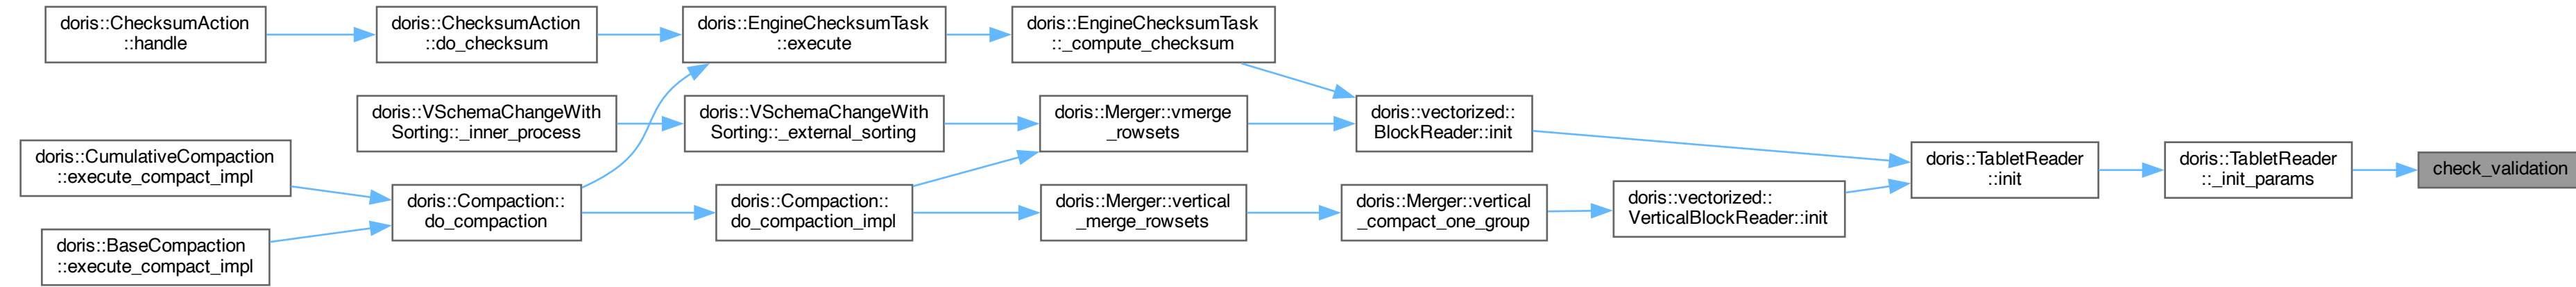 doris::ChecksumAction
::handle
doris::ChecksumAction
::do_checksum
doris::EngineChecksumTask
::execute
doris::EngineChecksumTask
::_compute_checksum
doris::VSchemaChangeWith
Sorting::_inner_process
doris::VSchemaChangeWith
Sorting::_external_sorting
doris::Merger::vmerge
_rowsets
doris::vectorized::
BlockReader::init
doris::CumulativeCompaction
::execute_compact_impl
doris::TabletReader
::init
doris::TabletReader
::_init_params
check_validation
doris::Compaction::
do_compaction
doris::Compaction::
do_compaction_impl
doris::Merger::vertical
_merge_rowsets
doris::Merger::vertical
_compact_one_group
doris::vectorized::
VerticalBlockReader::init
doris::BaseCompaction
::execute_compact_impl